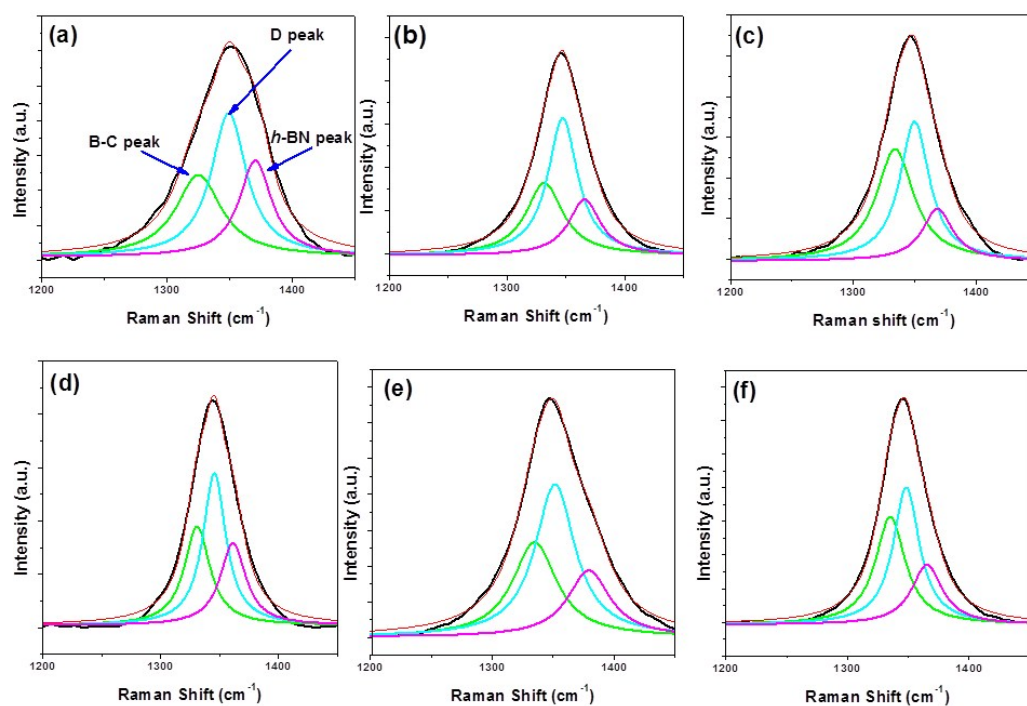 (a)
D peak
B-C peak
h-BN peak
Intensity (a.u.)
1200
1300
1400
Raman Shift (cm⁻¹)
(b)
Intensity (a.u.)
1200
1300
1400
Raman Shift (cm⁻¹)
(c)
Intensity (a.u.)
1200
1300
1400
Raman shift (cm⁻¹)
(d)
Intensity (a.u.)
1200
1300
1400
Raman Shift (cm⁻¹)
(e)
Intensity (a.u.)
1200
1300
1400
Raman Shift (cm⁻¹)
(f)
Intensity (a.u.)
1200
1300
1400
Raman Shift (cm⁻¹)